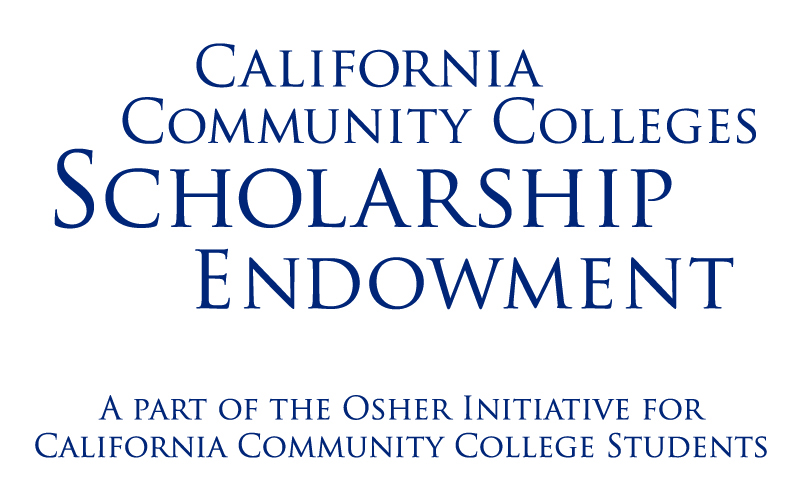 California
Community Colleges
Scholarship
Endowment
A part of the Osher Initiative for
California Community College Students